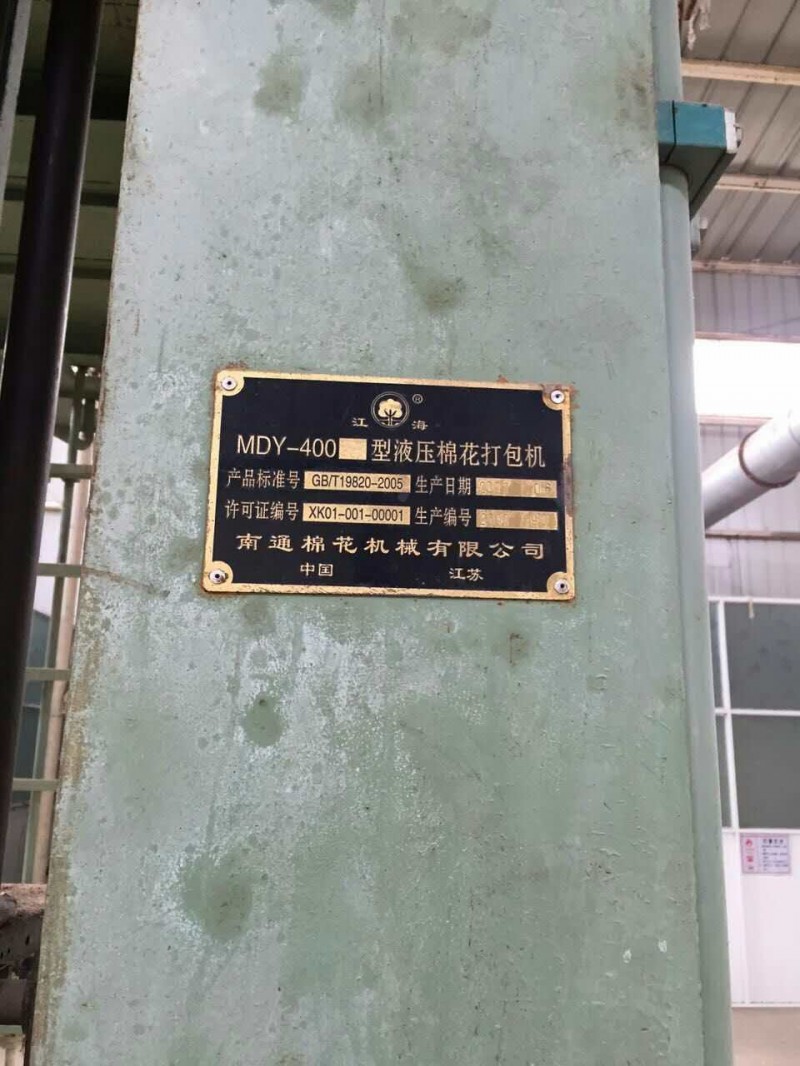 江 ® 海
MDY-400 型液压棉花打包机
产品标准号 GB/T19820-2005 生产日期
许可证编号 XK01-001-00001 生产编号
南通棉花机械有限公司
中国 江苏